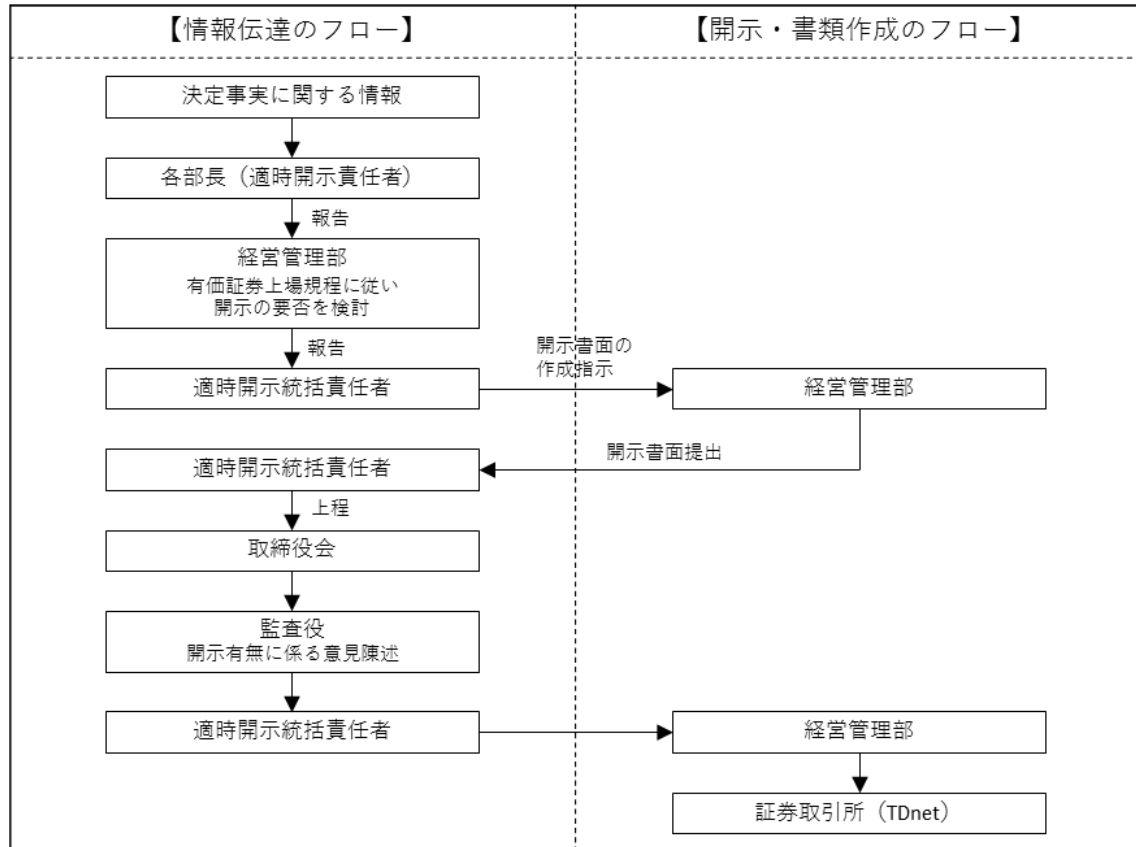 【情報伝達のフロー】
【開示・書類作成のフロー】
決定事実に関する情報
各部長（適時開示責任者）
報告
経営管理部
有価証券上場規程に従い
開示の要否を検討
報告
開示書面の
作成指示
適時開示統括責任者
経営管理部
開示書面提出
適時開示統括責任者
上程
取締役会
監査役
開示有無に係る意見陳述
適時開示統括責任者
経営管理部
証券取引所（TDnet）